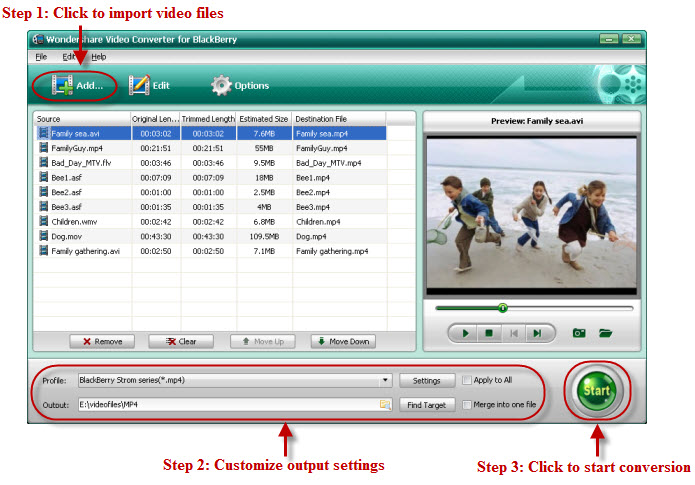 Step 1: Click to import video files
Wondershare Video Converter for BlackBerry
File Edit Help
Add... Edit Options
Source Original Len... Trimmed Length Estimated Size Destination File
Family sea.avi 00:03:02 00:03:02 7.6MB Family sea.mp4
FamilyGuy.mp4 00:21:51 00:21:51 55MB FamilyGuy.mp4
Bad_Day_MTV.flv 00:03:46 00:03:46 9.5MB Bad_Day_MTV.mp4
Bee1.asf 00:07:09 00:07:09 18MB Bee1.mp4
Bee2.asf 00:01:00 00:01:00 2.5MB Bee2.mp4
Bee3.asf 00:01:35 00:01:35 4MB Bee3.mp4
Children.wmv 00:02:42 00:02:42 6.8MB Children.mp4
Dog.mov 00:43:30 00:43:30 109.5MB Dog.mp4
Family gathering.avi 00:02:50 00:02:50 7.1MB Family gathering.mp4
Preview: Family sea.avi
Remove Clear Move Up Move Down
Profile: BlackBerry Strom series(*.mp4) Settings Apply to All
Output: E:\videofiles\MP4 Find Target Merge into one file
Start
Step 2: Customize output settings
Step 3: Click to start conversion